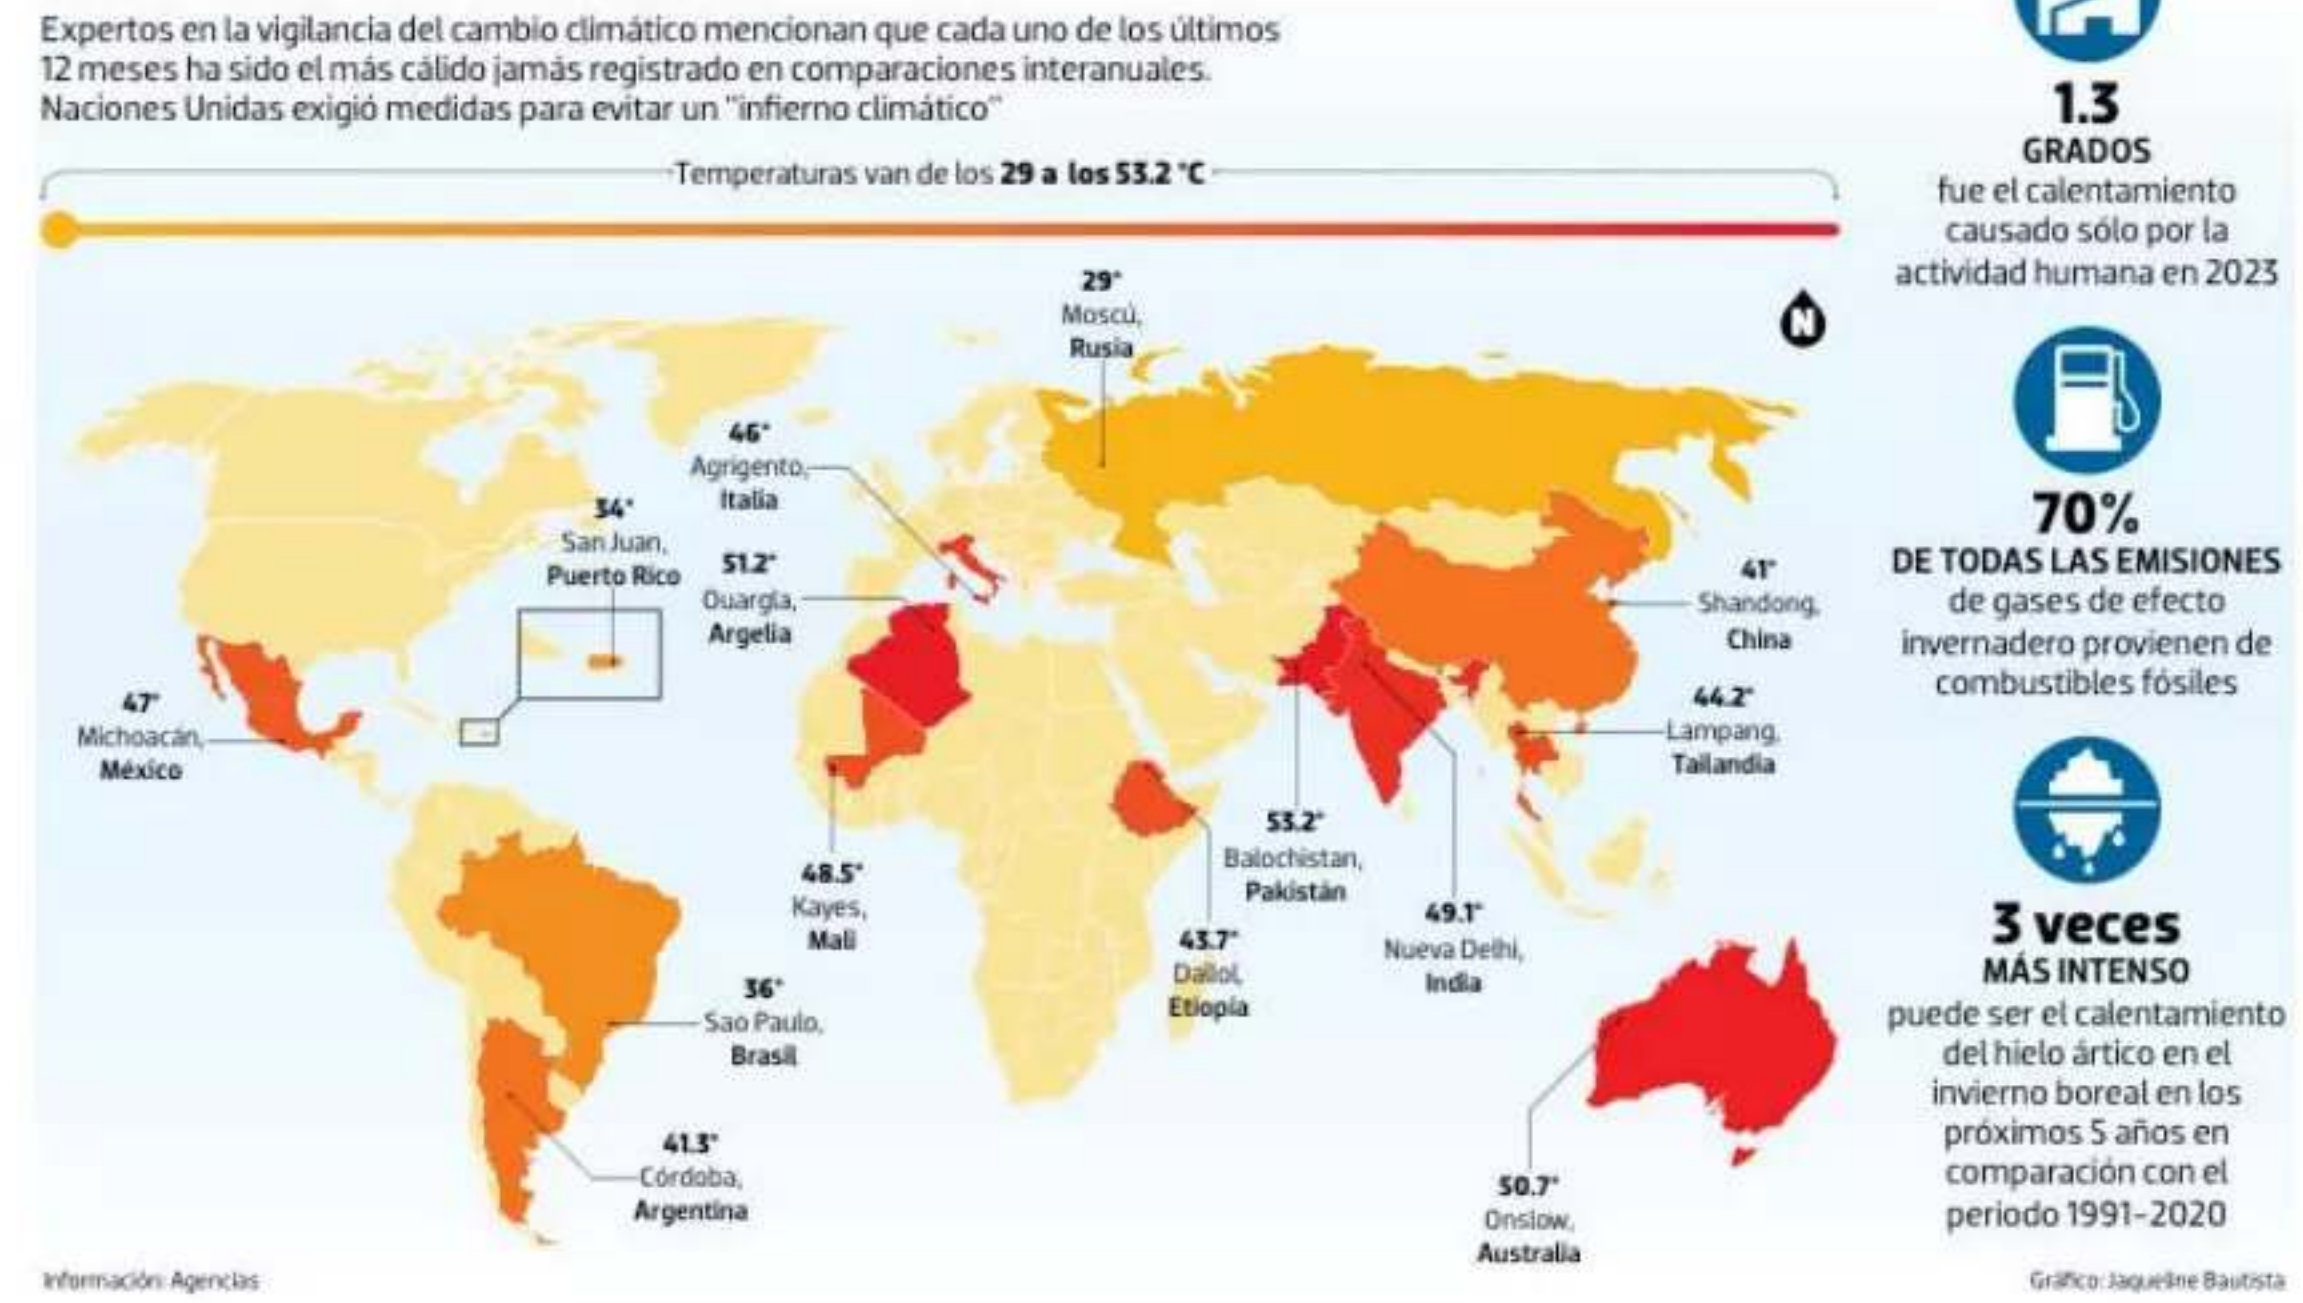 Expertos en la vigilancia del cambio climático mencionan que cada uno de los últimos
12 meses ha sido el más cálido jamás registrado en comparaciones interanuales.
Naciones Unidas exigió medidas para evitar un "infierno climático"
Temperaturas van de los 29 a los 53.2 °C
29°
Moscú,
Rusia
N
46°
Agrigento,
Italia
34°
San Juan,
Puerto Rico
51.2°
Ouargla,
Argelia
41°
Shandong,
China
47°
Michoacán,
México
44.2°
Lampang,
Tailandia
48.5°
Kayes,
Mali
53.2°
Balochistan,
Pakistán
43.7°
Dallol,
Etiopía
49.1°
Nueva Delhi,
India
36°
Sao Paulo,
Brasil
41.3°
Córdoba,
Argentina
50.7°
Onslow,
Australia
1.3
GRADOS
fue el calentamiento
causado sólo por la
actividad humana en 2023
70%
DE TODAS LAS EMISIONES
de gases de efecto
invernadero provienen de
combustibles fósiles
3 veces
MÁS INTENSO
puede ser el calentamiento
del hielo ártico en el
invierno boreal en los
próximos 5 años en
comparación con el
periodo 1991-2020
Información: Agencias
Gráfico: Jaqueline Bautista